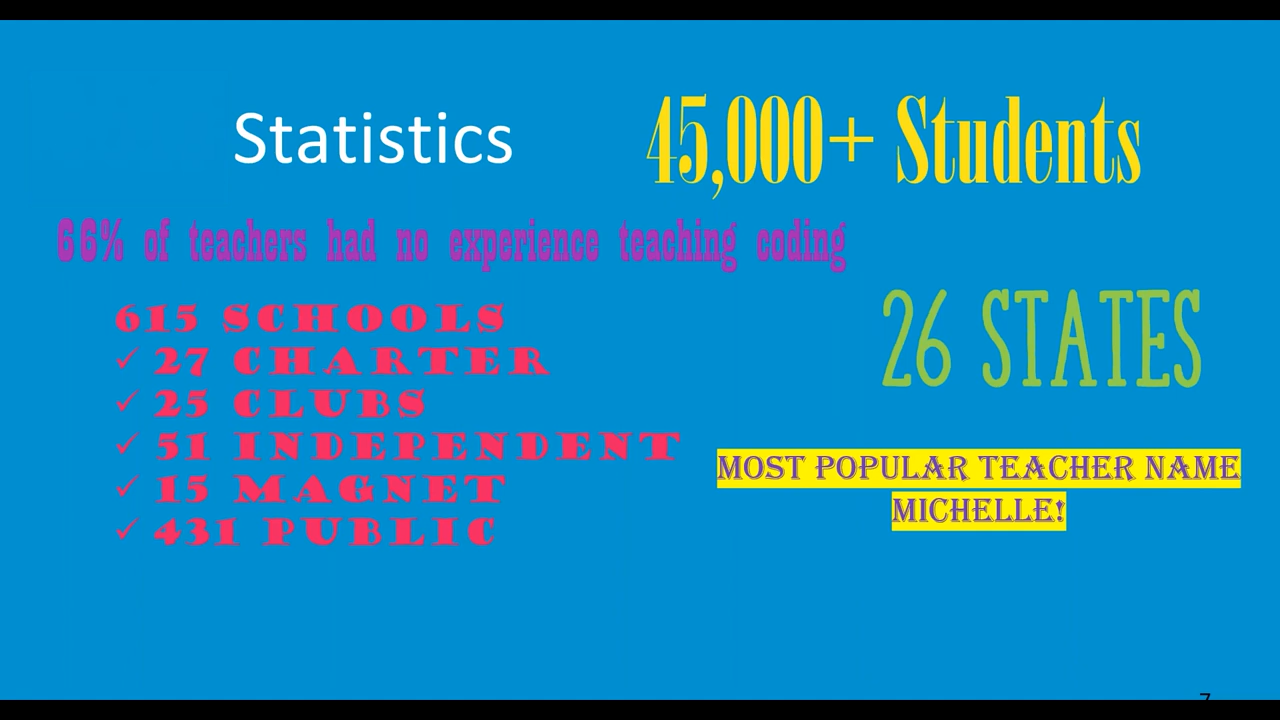 Statistics
45,000+ Students
66% of teachers had no experience teaching coding
615 SCHOOLS
✓ 27 CHARTER
✓ 25 CLUBS
✓ 51 INDEPENDENT
✓ 15 MAGNET
✓ 431 PUBLIC
26 STATES
MOST POPULAR TEACHER NAME
MICHELLE!
7